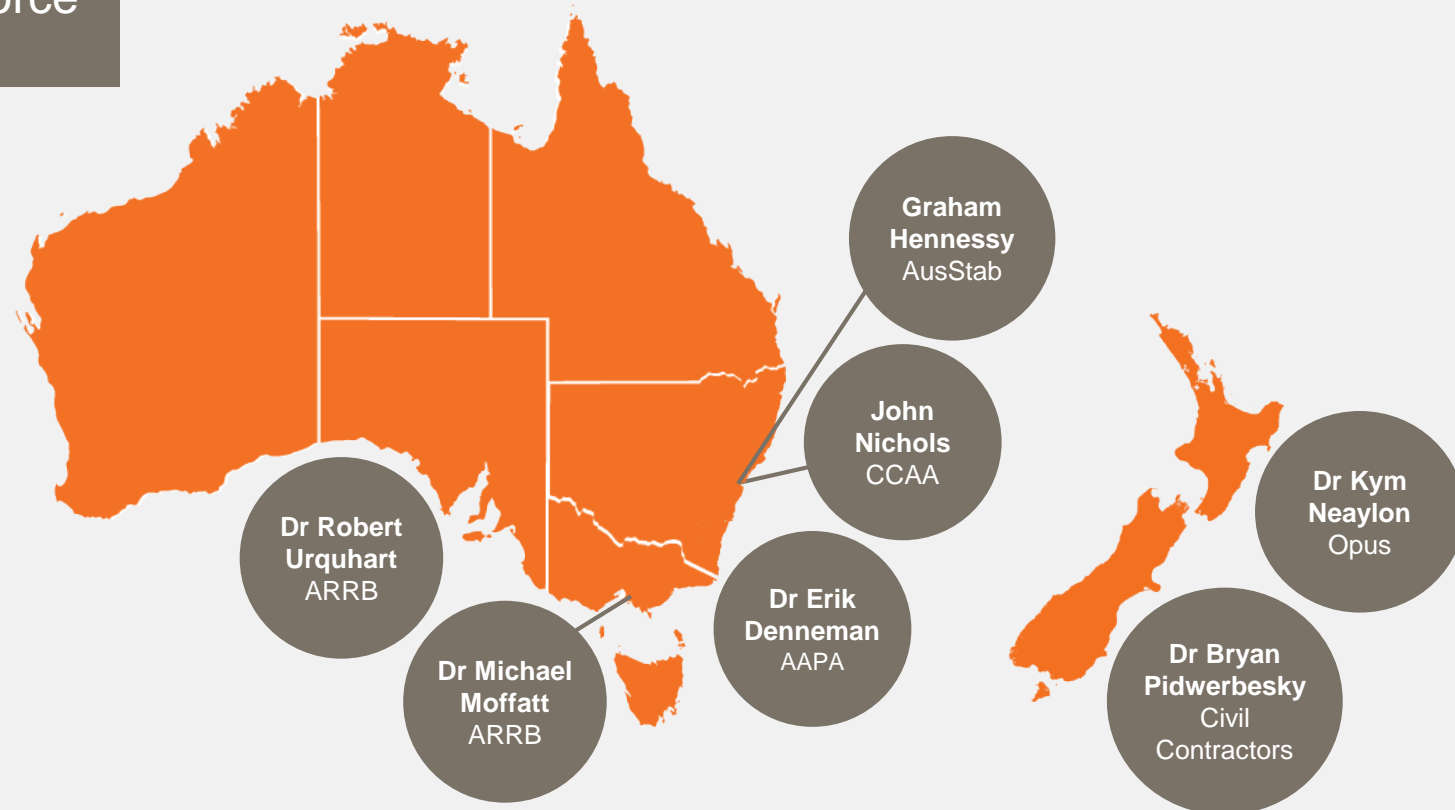 orce
Graham
Hennessy
AusStab
John
Nichols
CCAA
Dr Kym
Neaylon
Opus
Dr Robert
Urquhart
ARRB
Dr Erik
Denneman
AAPA
Dr Michael
Moffatt
ARRB
Dr Bryan
Pidwerbesky
Civil
Contractors